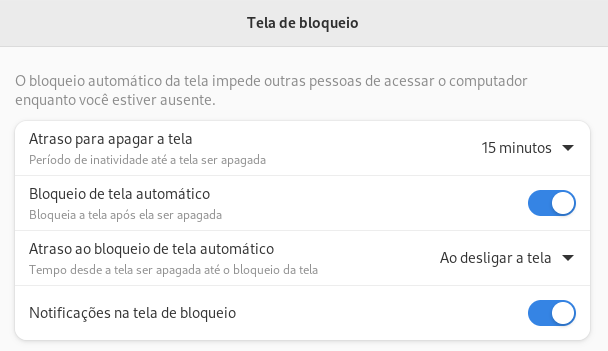 Tela de bloqueio
O bloqueio automático da tela impede outras pessoas de acessar o computador
enquanto você estiver ausente.
Atraso para apagar a tela
Período de inatividade até a tela ser apagada
15 minutos
Bloqueio de tela automático
Bloqueia a tela após ela ser apagada
Atraso ao bloqueio de tela automático
Tempo desde a tela ser apagada até o bloqueio da tela
Ao desligar a tela
Notificações na tela de bloqueio